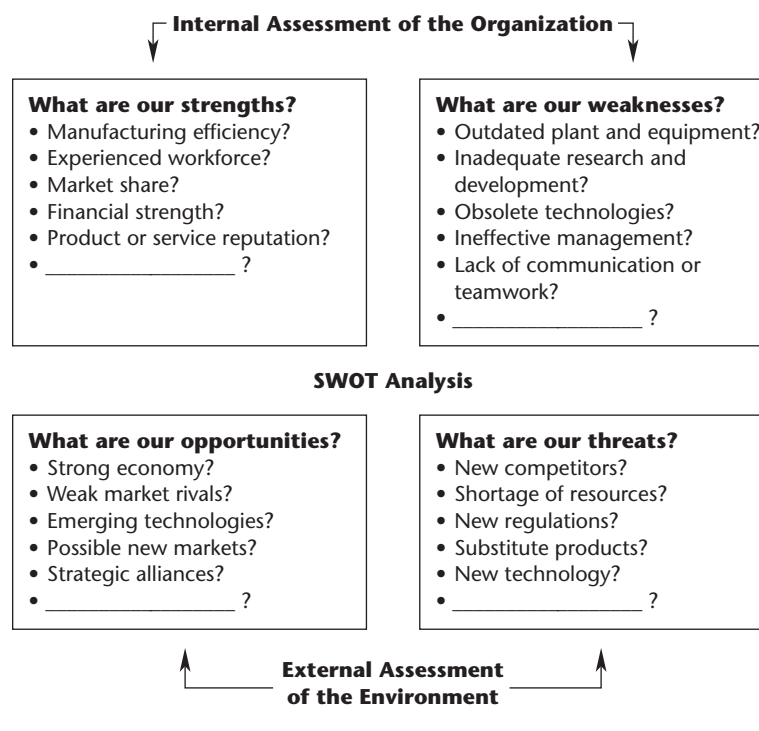 Internal Assessment of the Organization
What are our strengths?
• Manufacturing efficiency?
• Experienced workforce?
• Market share?
• Financial strength?
• Product or service reputation?
• __________________ ?
What are our weaknesses?
• Outdated plant and equipment?
• Inadequate research and
development?
• Obsolete technologies?
• Ineffective management?
• Lack of communication or
teamwork?
• __________________ ?
SWOT Analysis
What are our opportunities?
• Strong economy?
• Weak market rivals?
• Emerging technologies?
• Possible new markets?
• Strategic alliances?
• __________________ ?
What are our threats?
• New competitors?
• Shortage of resources?
• New regulations?
• Substitute products?
• New technology?
• __________________ ?
External Assessment
of the Environment